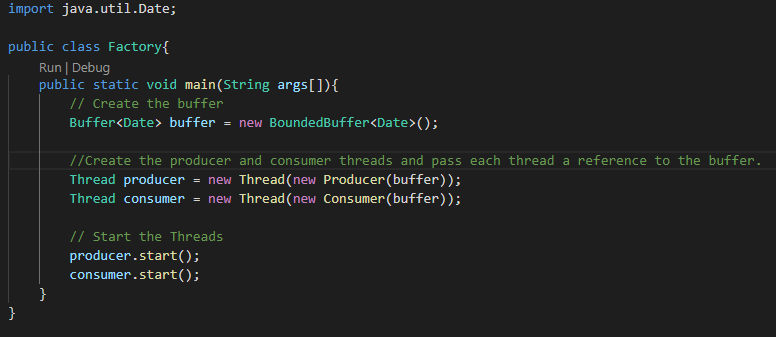 import java.util.Date;
public class Factory{
Run | Debug
public static void main(String args[]){
// Create the buffer
Buffer<Date> buffer = new BoundedBuffer<Date>();
//Create the producer and consumer threads and pass each thread a reference to the buffer.
Thread producer = new Thread(new Producer(buffer));
Thread consumer = new Thread(new Consumer(buffer));
// Start the Threads
producer.start();
consumer.start();
}
}